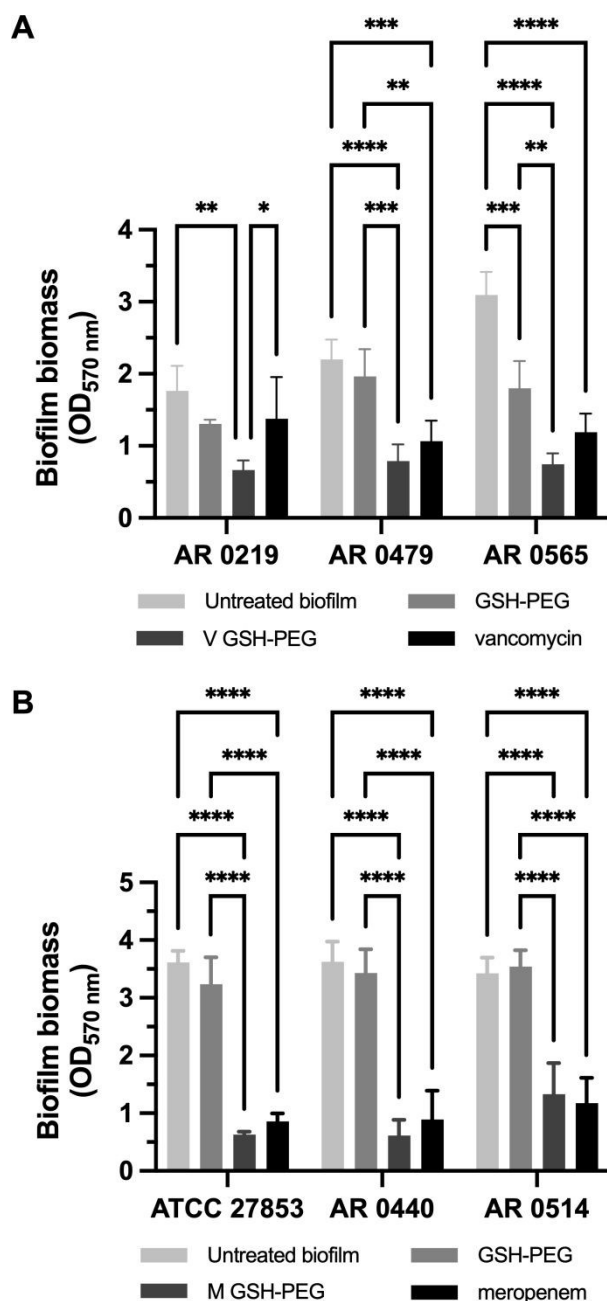 A
***
****
**
****
****
**
**
*
***
***
4
3
2
1
0
Biofilm biomass
(OD570 nm)
AR 0219 AR 0479 AR 0565
Untreated biofilm GSH-PEG
V GSH-PEG vancomycin
B
**** **** ****
**** **** ****
**** **** ****
**** **** ****
5
4
3
2
1
0
Biofilm biomass
(OD570 nm)
ATCC 27853 AR 0440 AR 0514
Untreated biofilm GSH-PEG
M GSH-PEG meropenem